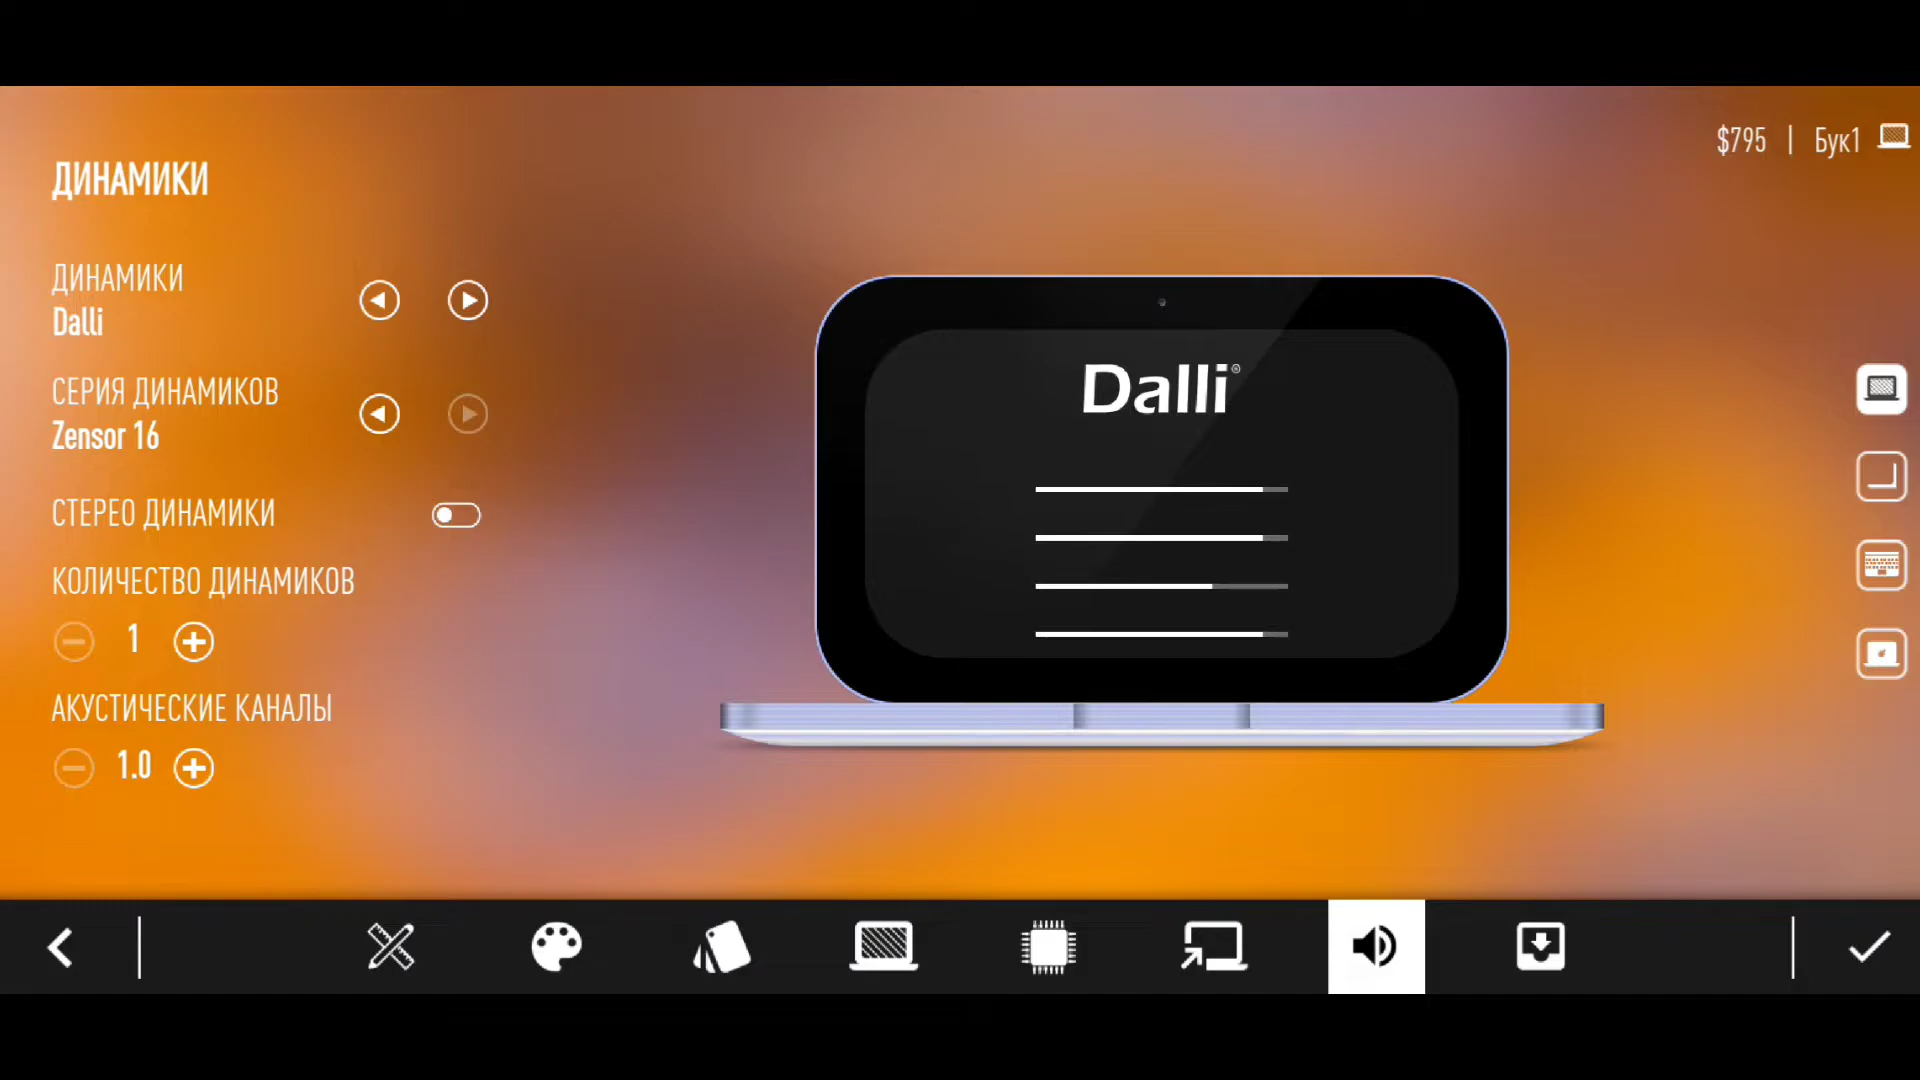 $795 | Бук1
ДИНАМИКИ
ДИНАМИКИ
Dalli
СЕРИЯ ДИНАМИКОВ
Zensor 16
СТЕРЕО ДИНАМИКИ
КОЛИЧЕСТВО ДИНАМИКОВ
1
АКУСТИЧЕСКИЕ КАНАЛЫ
1.0
Dalli®